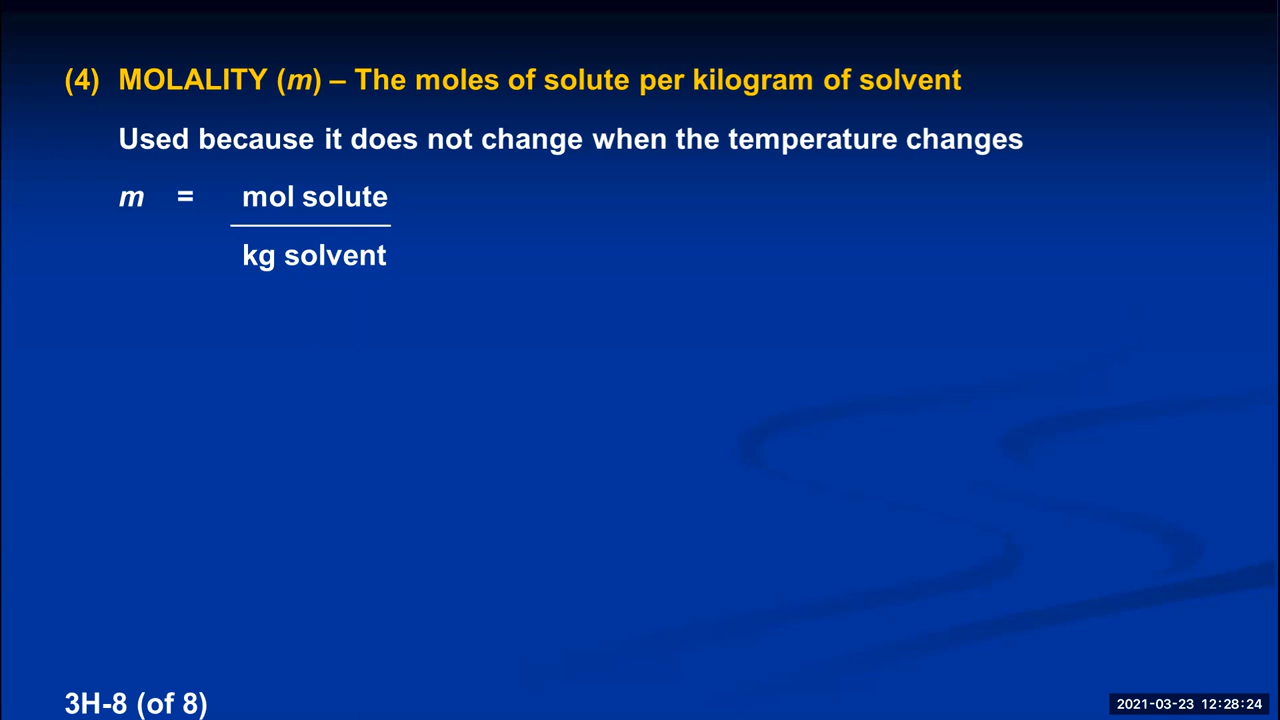 (4) MOLALITY (m) – The moles of solute per kilogram of solvent
Used because it does not change when the temperature changes
m = mol solute
kg solvent
3H-8 (of 8)
2021-03-23 12:28:24